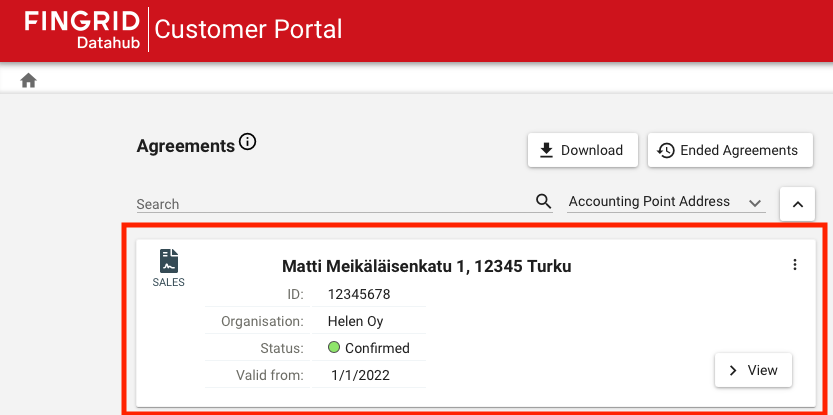 FINGRID
Datahub
Customer Portal
Agreements
Download
Ended Agreements
Search
Accounting Point Address
SALES
Matti Meikäläisenkatu 1, 12345 Turku
ID: 12345678
Organisation: Helen Oy
Status: Confirmed
Valid from: 1/1/2022
View